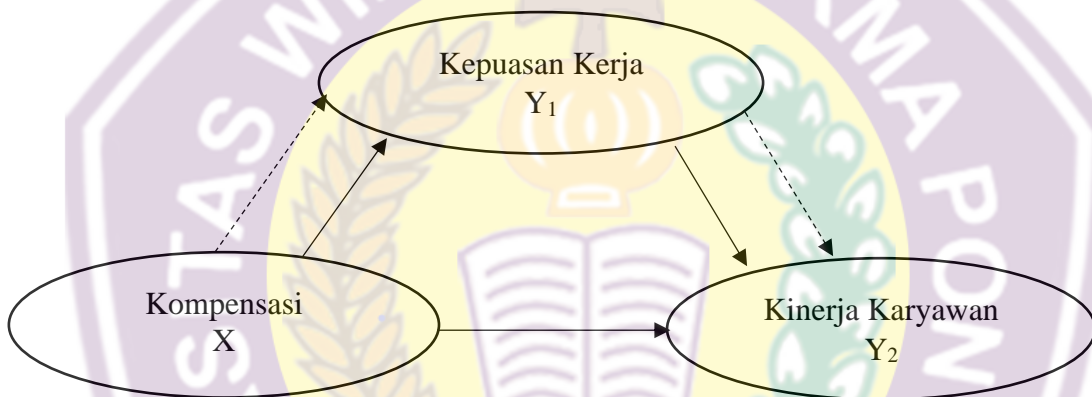 Kepuasan Kerja
Y₁
Kompensasi
X
Kinerja Karyawan
Y₂